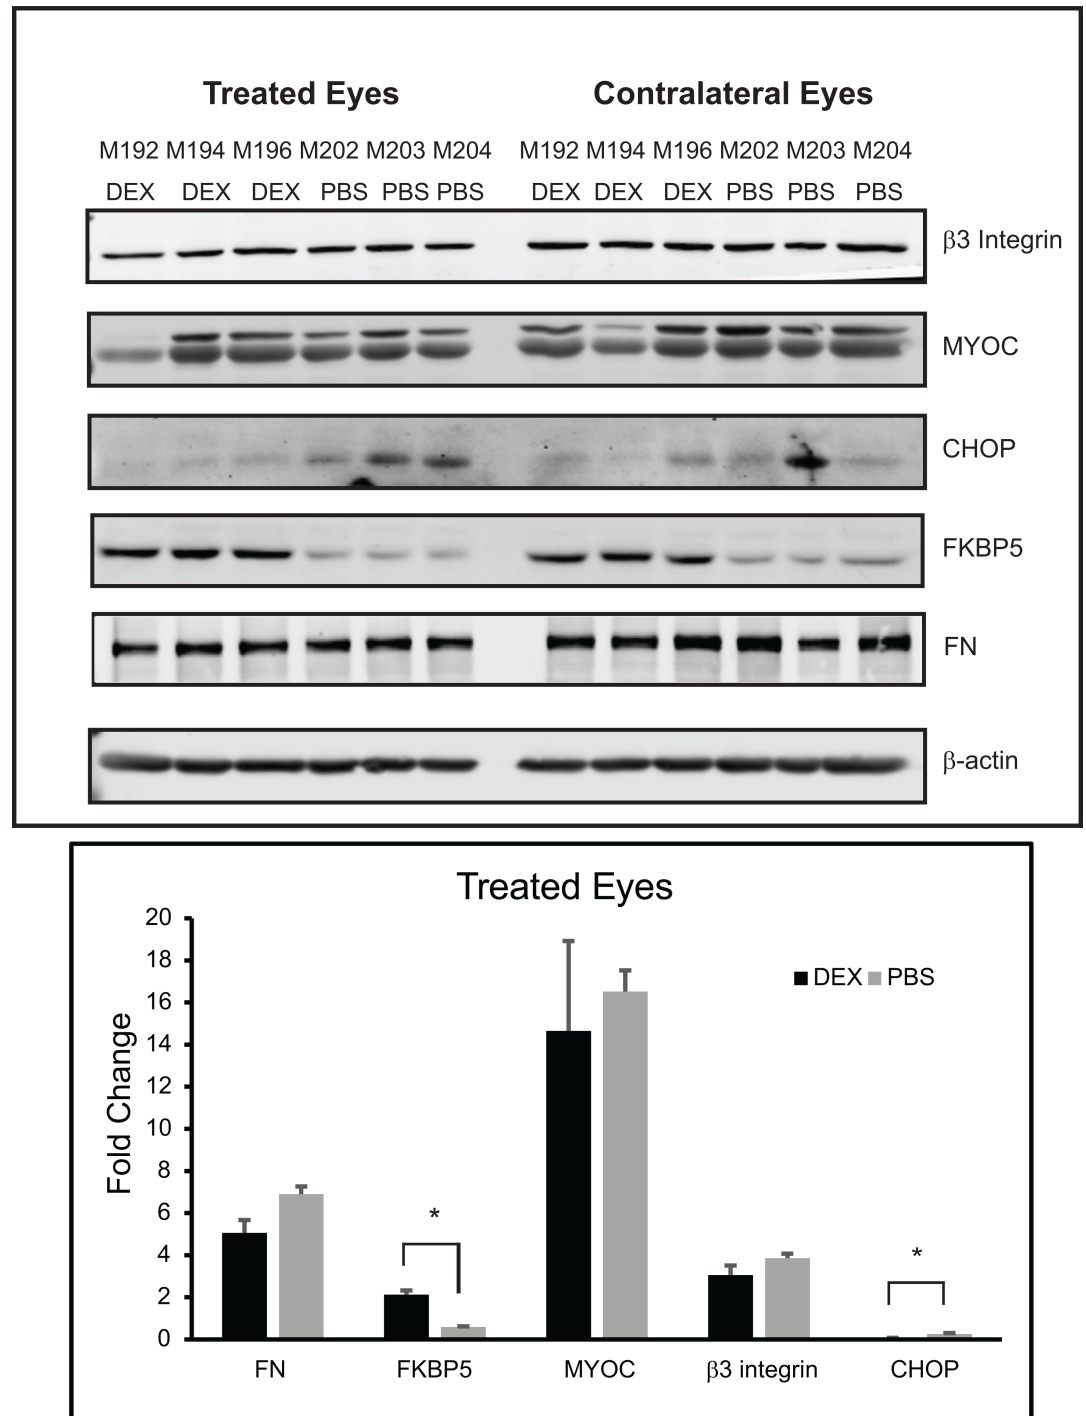 Treated Eyes Contralateral Eyes
M192 M194 M196 M202 M203 M204 M192 M194 M196 M202 M203 M204
DEX DEX DEX PBS PBS PBS DEX DEX DEX PBS PBS PBS
β3 Integrin
MYOC
CHOP
FKBP5
FN
β-actin
Treated Eyes
20
18
16
14
12
10
8
6
4
2
0
Fold Change
DEX PBS
*
*
FN FKBP5 MYOC β3 integrin CHOP